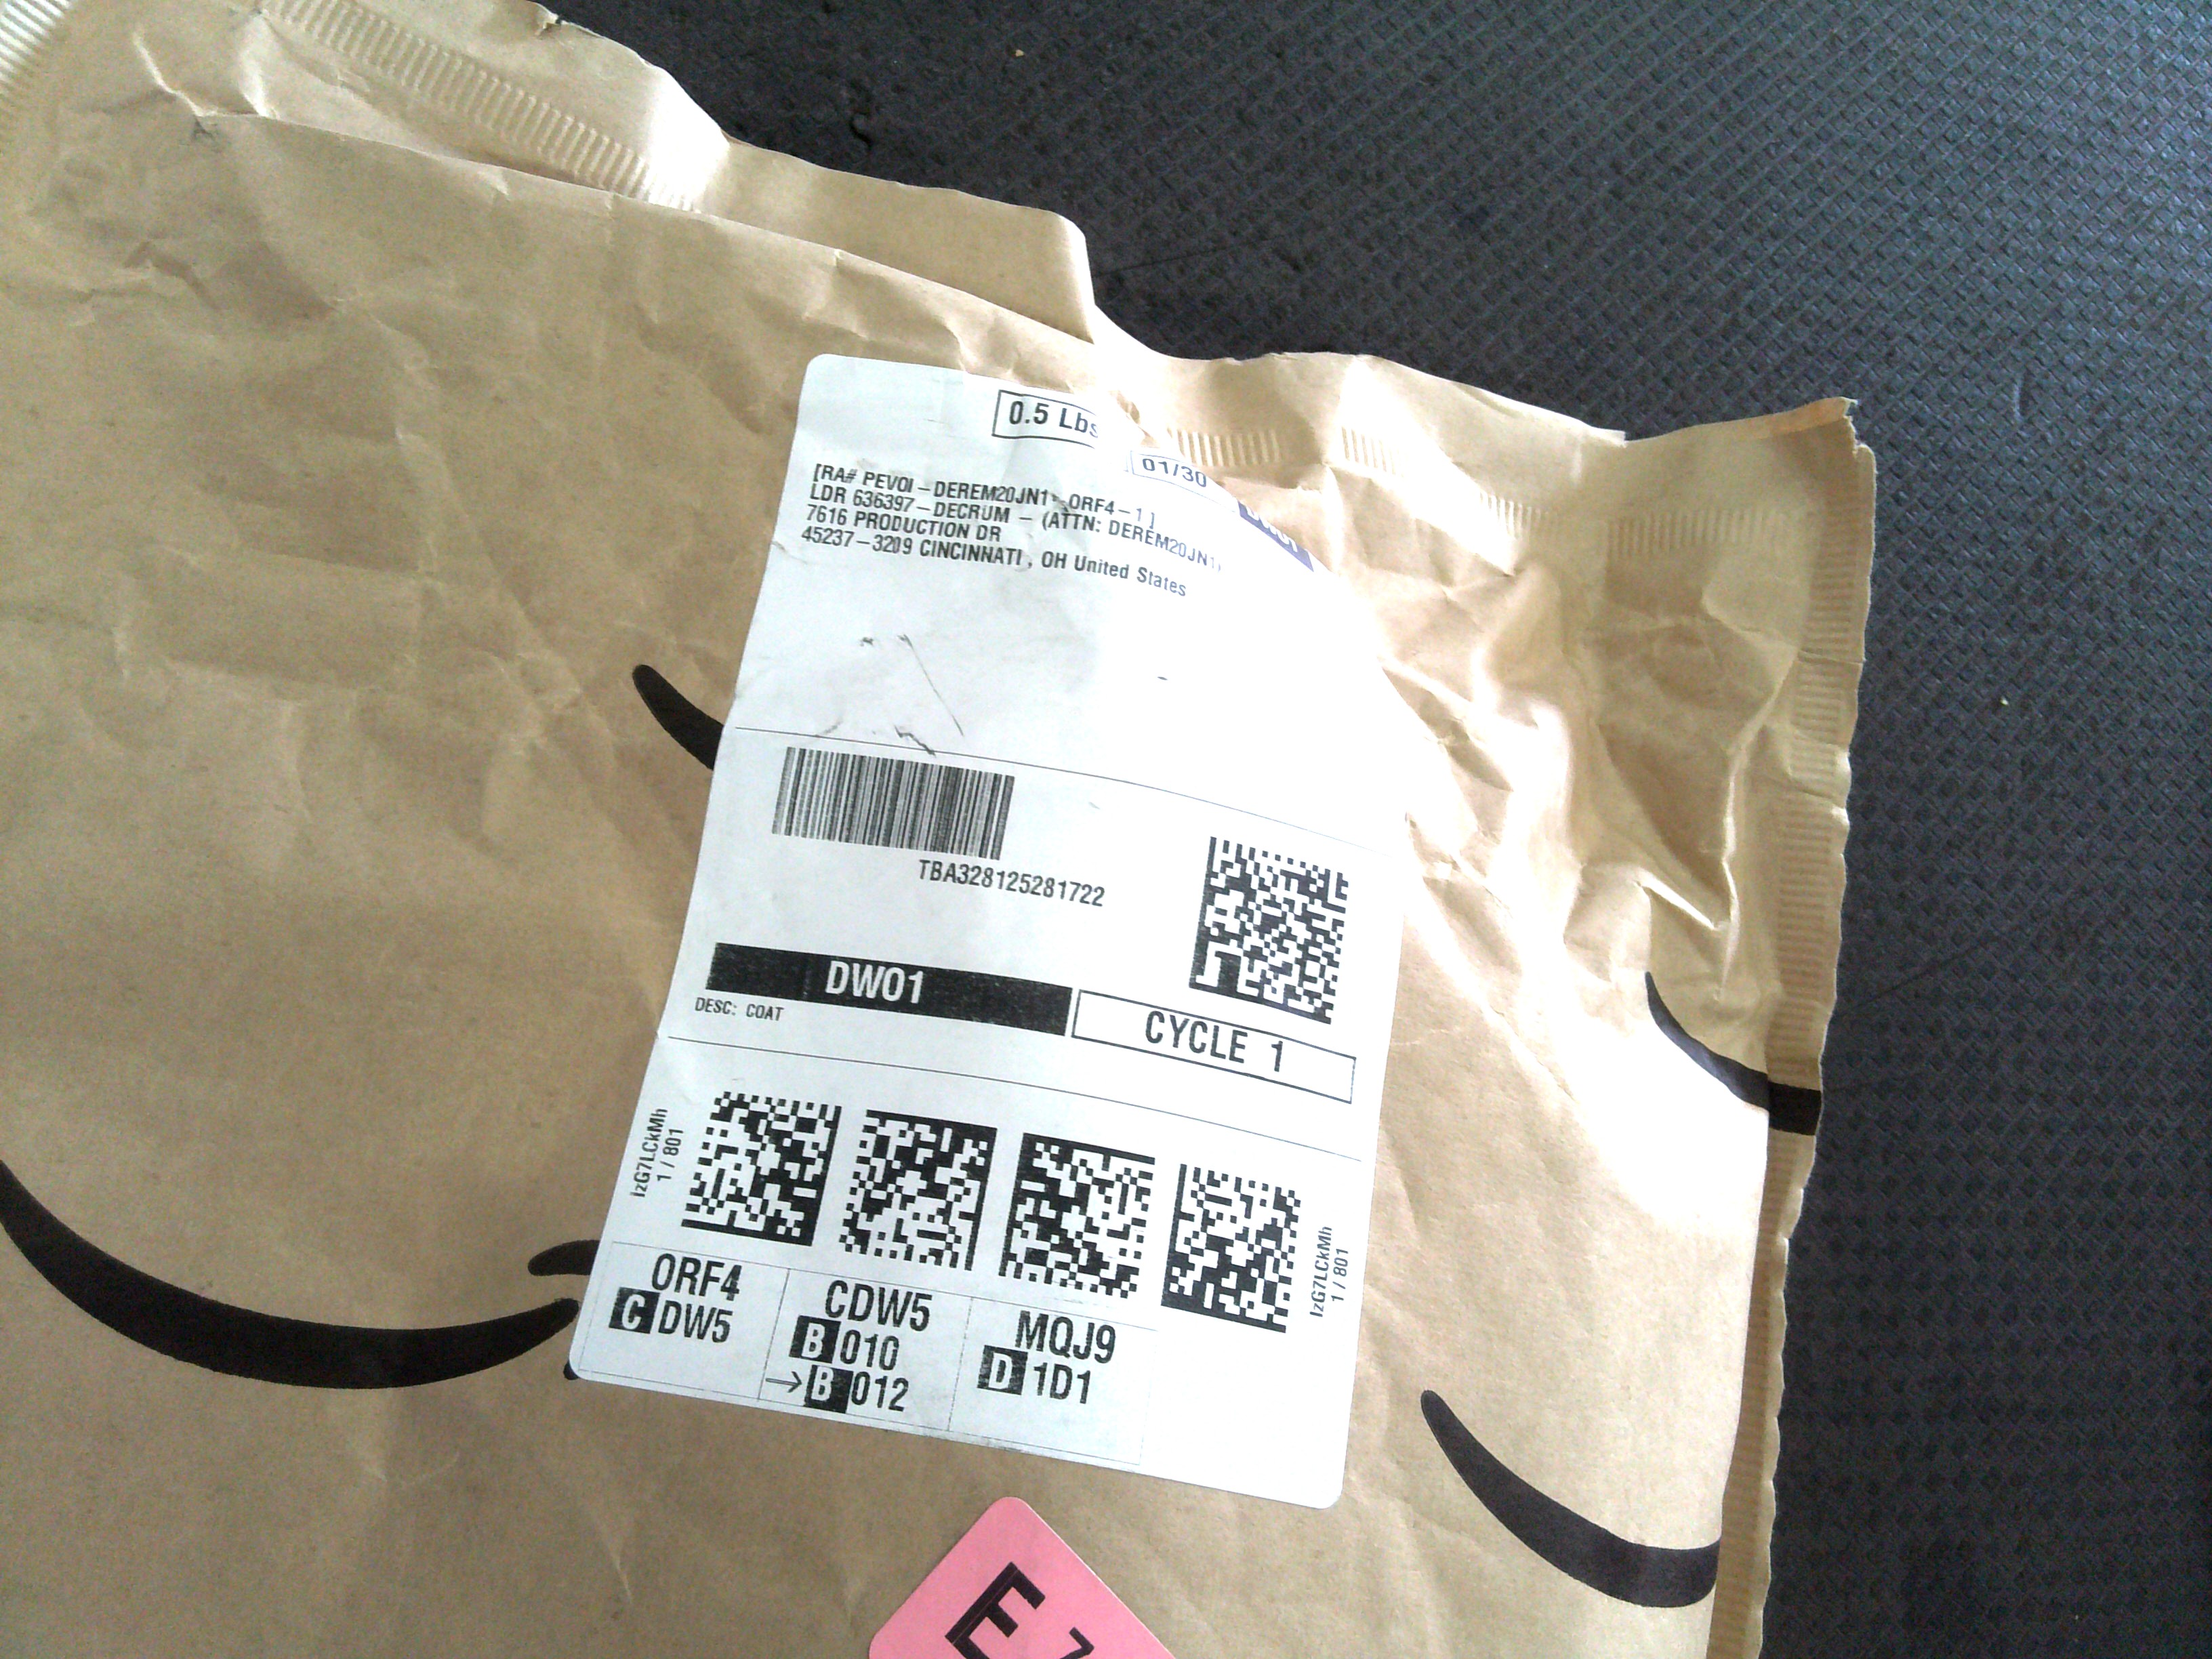 0.5 Lbs
01/30
[RA# PEVOI-DEREM20JN1 ORF4-1]
LDR 636397-DECRUM - (ATTN: DEREM20JN1)
7616 PRODUCTION DR
45237-3209 CINCINNATI, OH United States
TBA328125281722
DW01
CYCLE 1
DESC: COAT
IzG7LCkMh
1 / 801
IzG7LCkMh
1 / 801
ORF4
C DW5
CDW5
B 010
→B 012
MQJ9
D 1D1
E